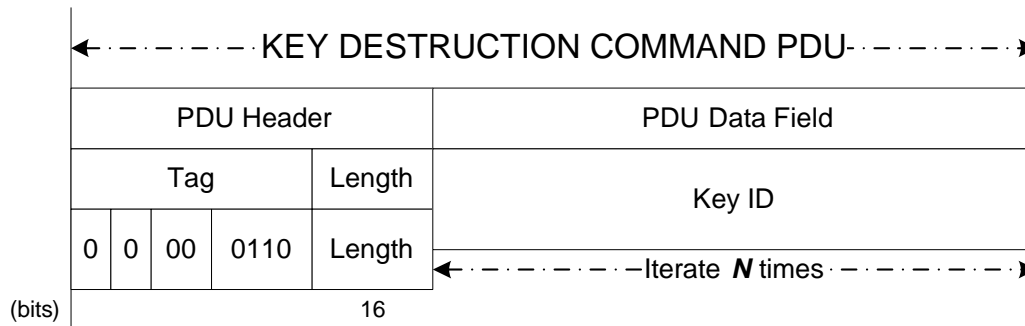 KEY DESTRUCTION COMMAND PDU
PDU Header PDU Data Field
Tag Length
Key ID
0 0 00 0110 Length
Iterate N times
(bits) 16